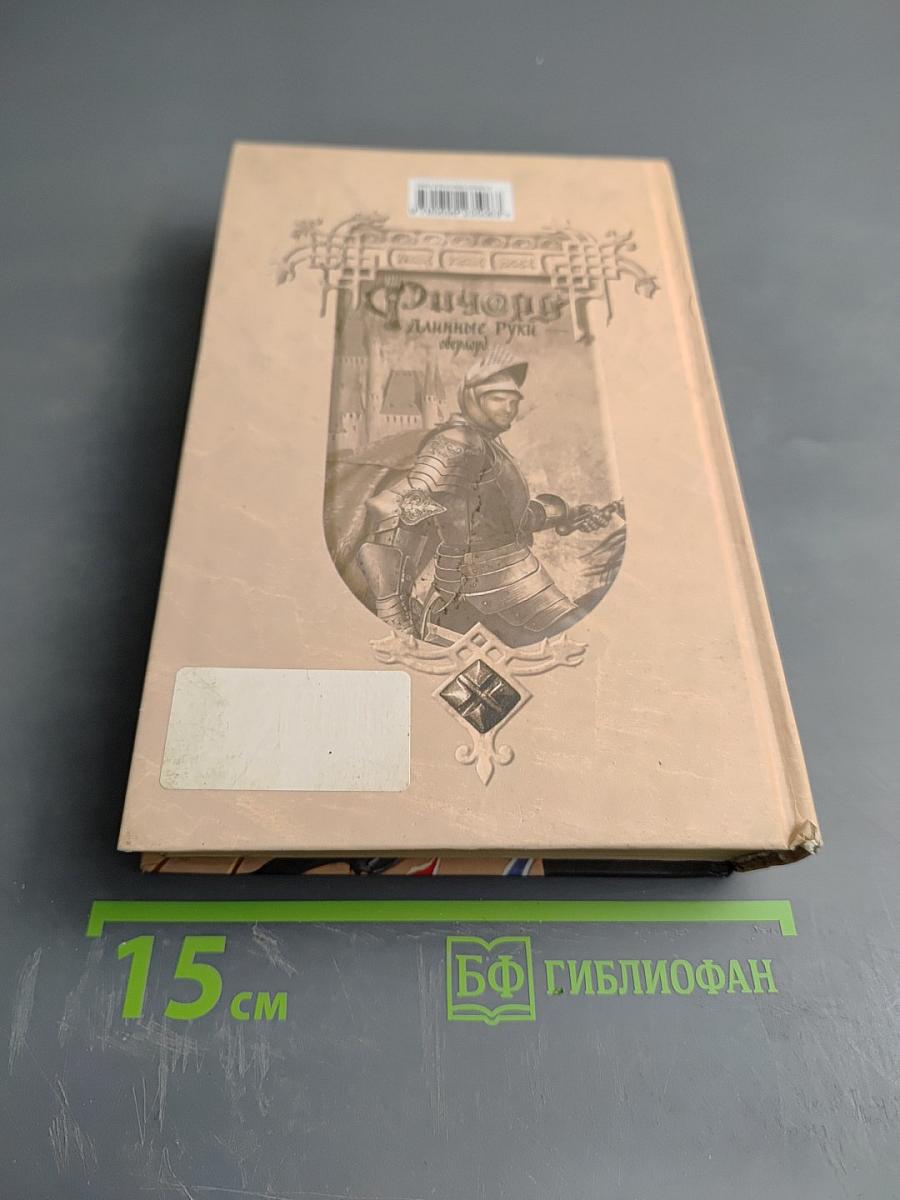 Ричард
Длинные Руки
оверлорд
15 см
БФ БИБЛИОФАН